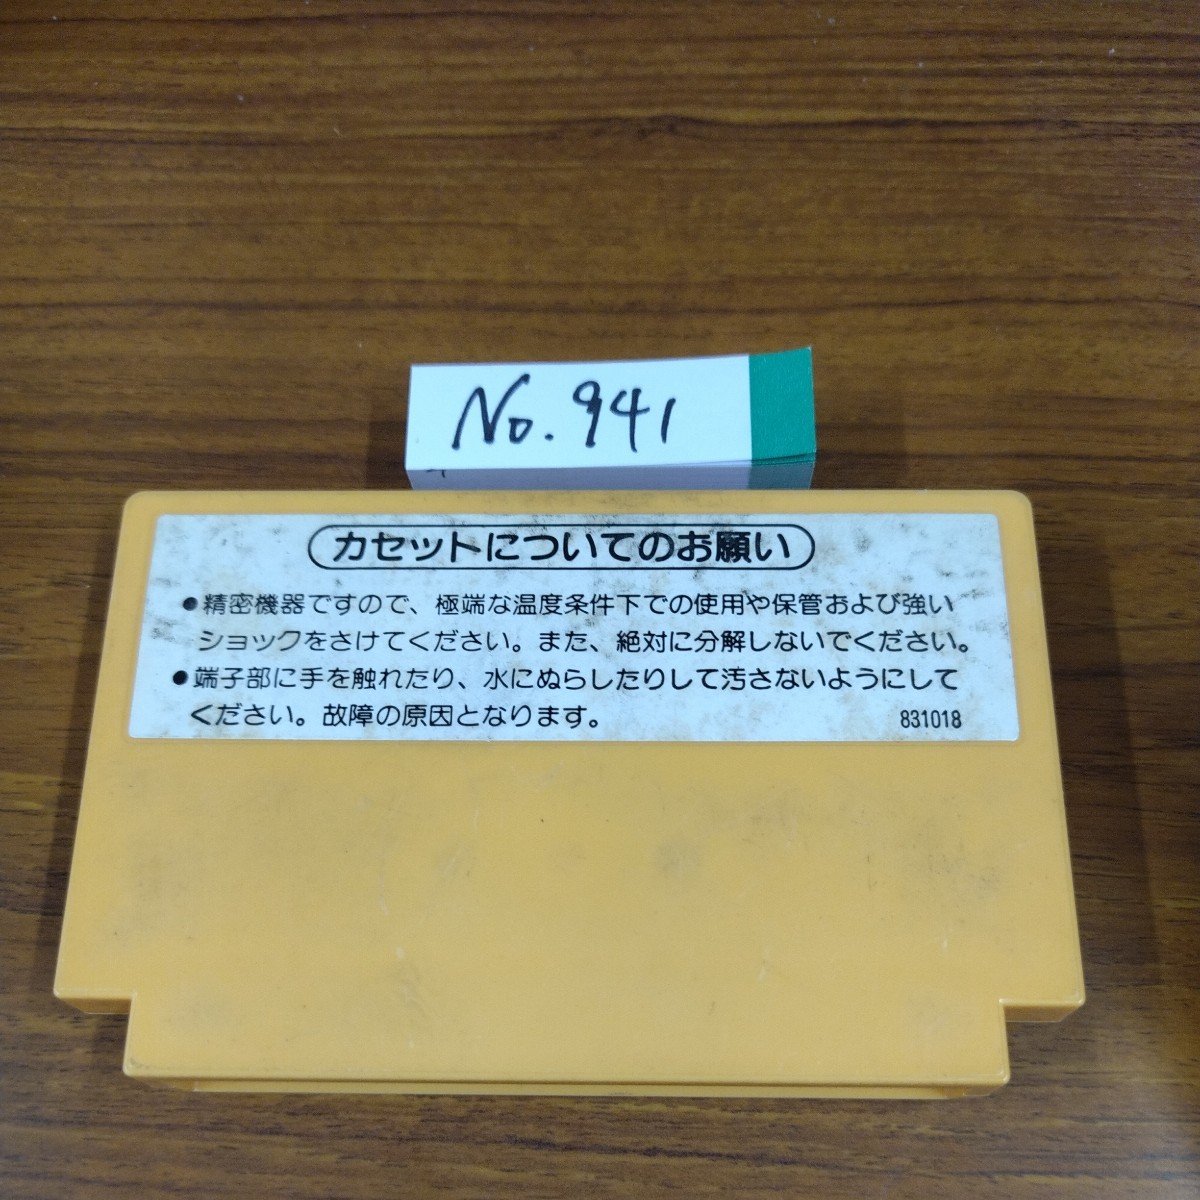 No.941
カセットについてのお願い
●精密機器ですので、極端な温度条件下での使用や保管および強い
ショックをさけてください。また、絶対に分解しないでください。
●端子部に手を触れたり、水にぬらしたりして汚さないようにして
ください。故障の原因となります。 831018